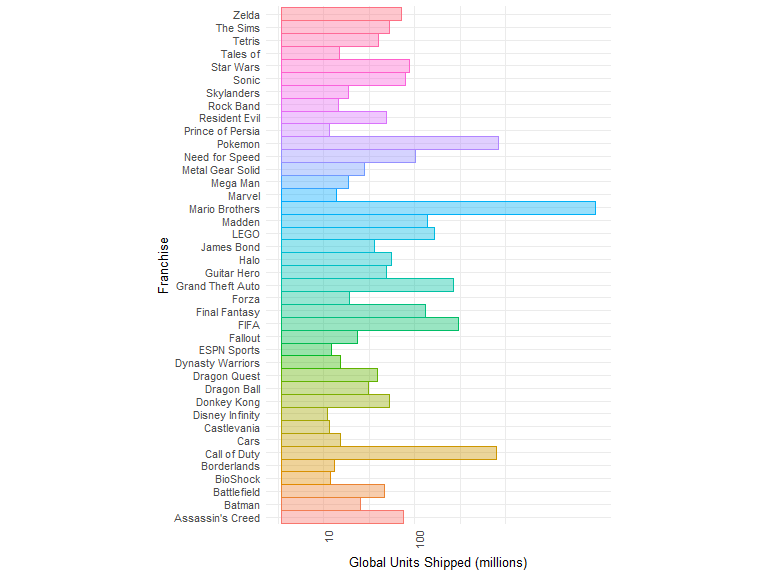 Zelda
The Sims
Tetris
Tales of
Star Wars
Sonic
Skylanders
Rock Band
Resident Evil
Prince of Persia
Pokemon
Need for Speed
Metal Gear Solid
Mega Man
Marvel
Mario Brothers
Madden
LEGO
James Bond
Halo
Guitar Hero
Grand Theft Auto
Forza
Final Fantasy
FIFA
Fallout
ESPN Sports
Dynasty Warriors
Dragon Quest
Dragon Ball
Donkey Kong
Disney Infinity
Castlevania
Cars
Call of Duty
Borderlands
BioShock
Battlefield
Batman
Assassin's Creed
Franchise
10
100
Global Units Shipped (millions)